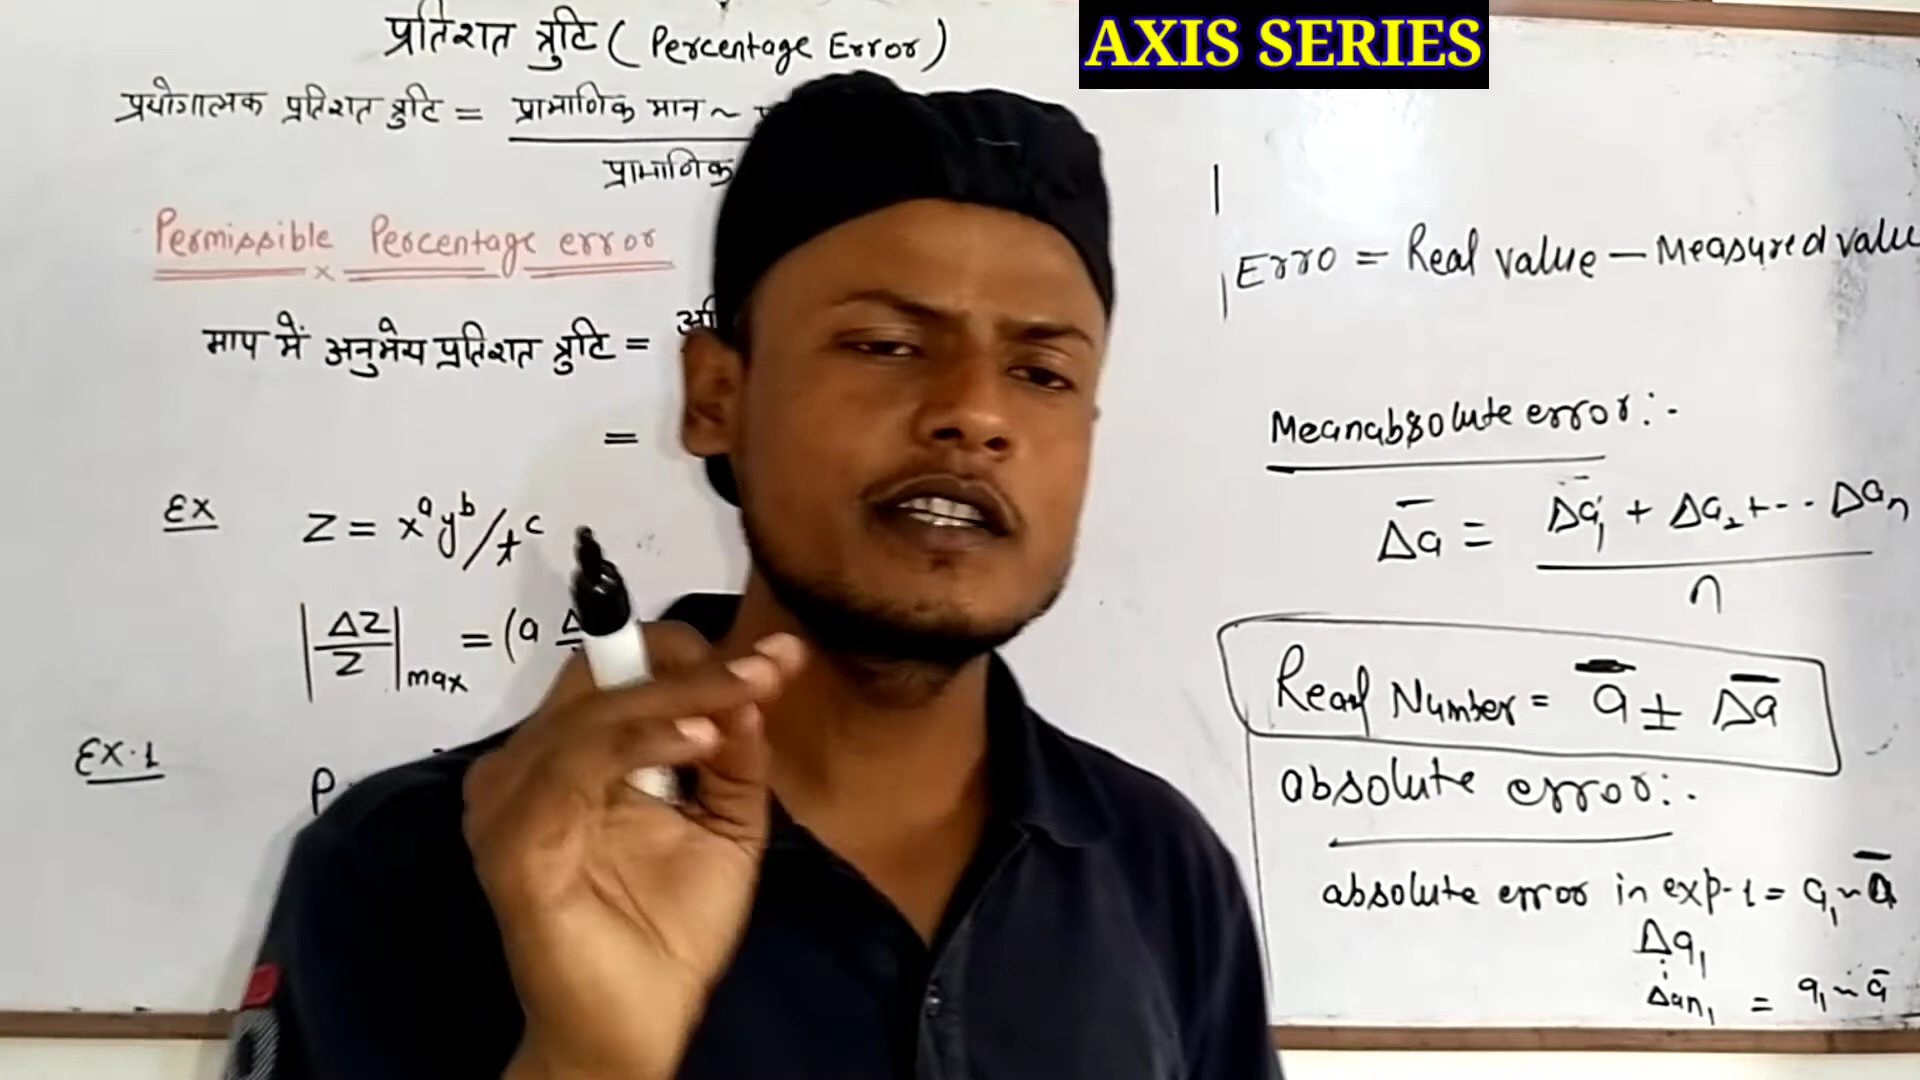 AXIS SERIES
प्रतिशत त्रुटि ( Percentage Error )
प्रयोगात्मक प्रतिशत त्रुटि = प्रामाणिक मान ~
प्रामाणिक
Permissible Percentage error
माप में अनुमेय प्रतिशत त्रुटि =
=
Ex Z = x^a y^b / t^c
|ΔZ / Z| max = (a Δ
Ex.1 P
Erro = Real value – Measured value
Meanabsolute error :-
Δa̅ = Δa₁ + Δa₂ + - - Δan
n
Real Number = a̅ ± Δa̅
absolute error :-
absolute error in exp-1 = a₁ ~ a̅
Δa₁
Δan₁ = a₁ ~ a̅